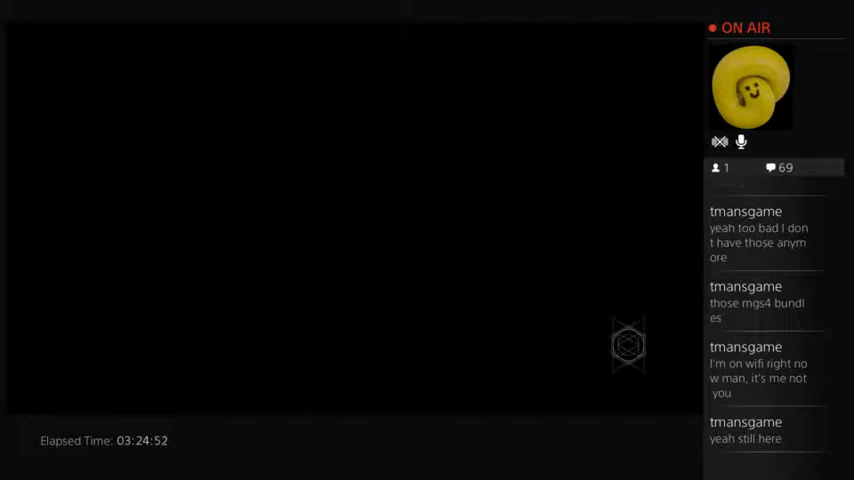 ON AIR
1
69
tmansgame
yeah too bad I don
t have those anym
ore
tmansgame
those mgs4 bundl
es
tmansgame
I'm on wifi right no
w man, it's me not
you
tmansgame
yeah still here
Elapsed Time: 03:24:52